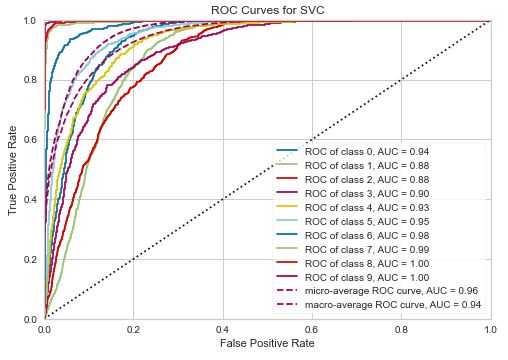 ROC Curves for SVC
1.0
0.8
0.6
0.4
0.2
0.0
True Positive Rate
ROC of class 0, AUC = 0.94
ROC of class 1, AUC = 0.88
ROC of class 2, AUC = 0.88
ROC of class 3, AUC = 0.90
ROC of class 4, AUC = 0.93
ROC of class 5, AUC = 0.95
ROC of class 6, AUC = 0.98
ROC of class 7, AUC = 0.99
ROC of class 8, AUC = 1.00
ROC of class 9, AUC = 1.00
micro-average ROC curve, AUC = 0.96
macro-average ROC curve, AUC = 0.94
0.0 0.2 0.4 0.6 0.8 1.0
False Positive Rate